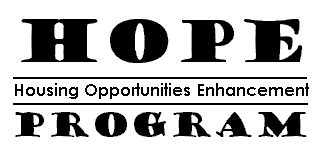 HOPE
Housing Opportunities Enhancement
PROGRAM